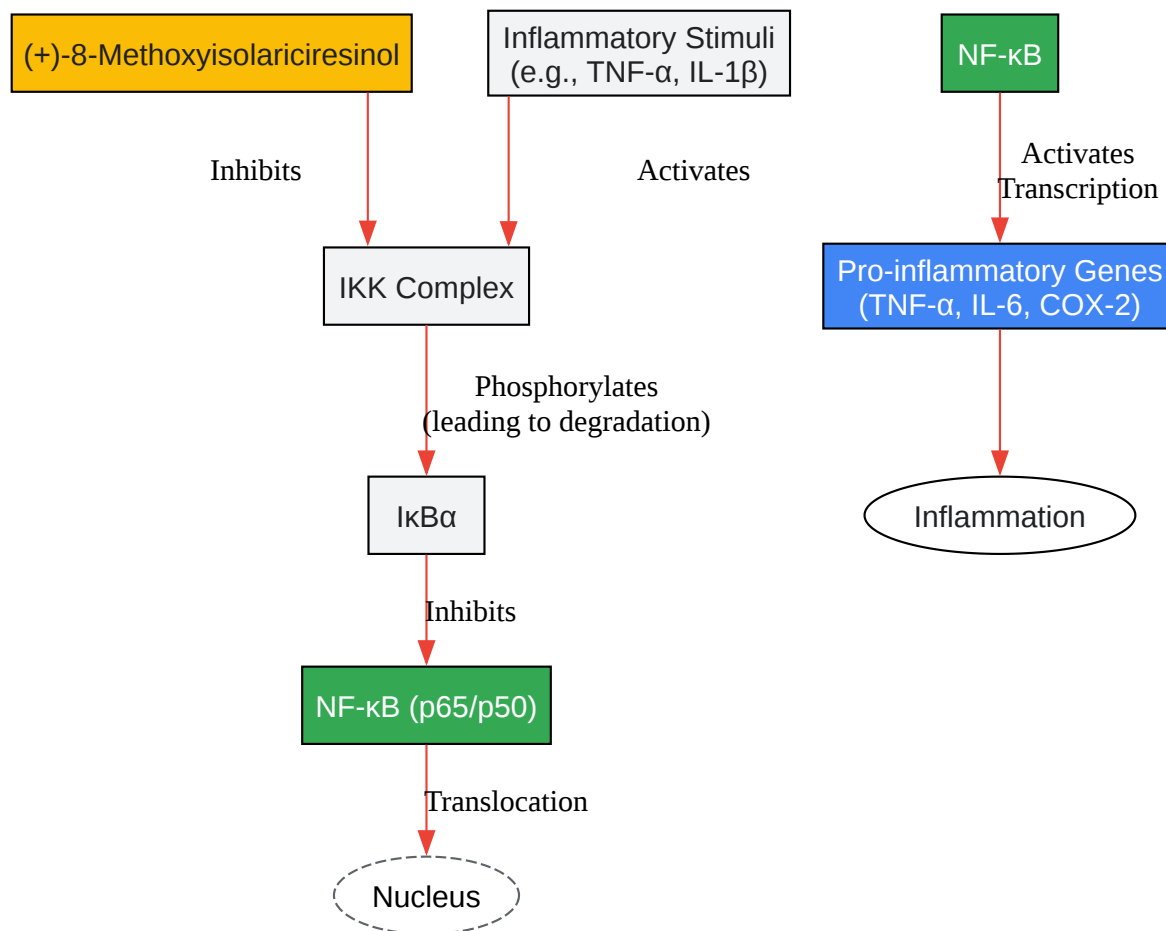 (+)-8-Methoxyisolariciresinol
Inflammatory Stimuli
(e.g., TNF-α, IL-1β)
NF-κB
Inhibits
Activates
Activates
Transcription
IKK Complex
Pro-inflammatory Genes
(TNF-α, IL-6, COX-2)
Phosphorylates
(leading to degradation)
IκBα
Inflammation
Inhibits
NF-κB (p65/p50)
Translocation
Nucleus